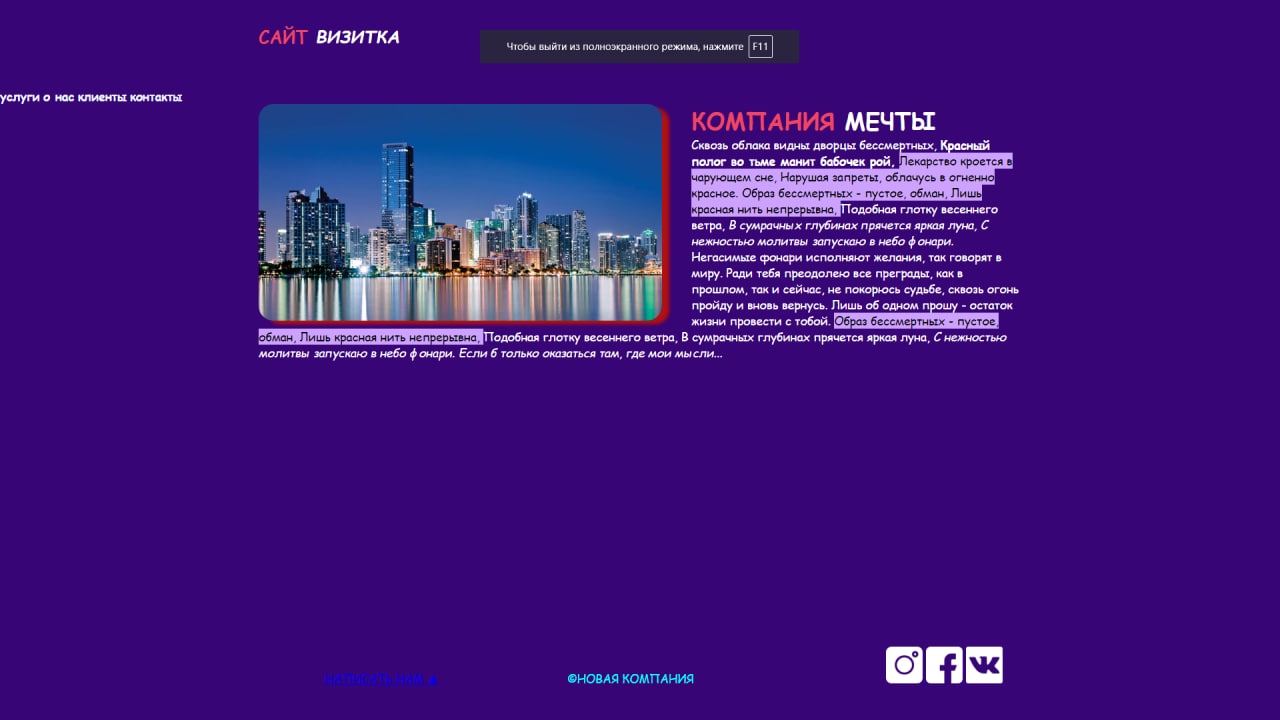 САЙТ ВИЗИТКА
Чтобы выйти из полноэкранного режима, нажмите F11
услуги о нас клиенты контакты
КОМПАНИЯ МЕЧТЫ
Сквозь облака видны дворцы бессмертных, Красный
полог во тьме манит бабочек рой, Лекарство кроется в
чарующем сне, Нарушая запреты, облачусь в огненно
красное. Образ бессмертных - пустое, обман, Лишь
красная нить непрерывна, Подобная глотку весеннего
ветра, В сумрачных глубинах прячется яркая луна, С
нежностью молитвы запускаю в небо фонари.
Негасимые фонари исполняют желания, так говорят в
миру. Ради тебя преодолею все преграды, как в
прошлом, так и сейчас, не покорюсь судьбе, сквозь огонь
пройду и вновь вернусь. Лишь об одном прошу - остаток
жизни провести с тобой. Образ бессмертных - пустое,
обман, Лишь красная нить непрерывна, Подобная глотку весеннего ветра, В сумрачных глубинах прячется яркая луна, С нежностью
молитвы запускаю в небо фонари. Если б только оказаться там, где мои мысли...
НАПИСАТЬ НАМ
©НОВАЯ КОМПАНИЯ